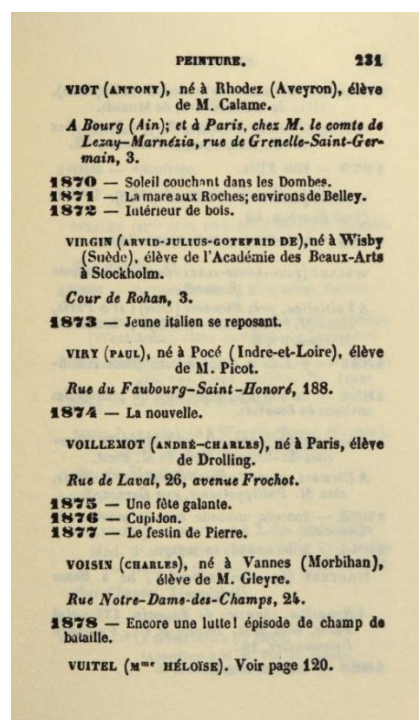 PEINTURE. 231
VIOT (ANTONY), né à Rhodez (Aveyron), élève
de M. Calame.
A Bourg (Ain); et à Paris, chez M. le comte de
Lezay-Marnézia, rue de Grenelle-Saint-Ger-
main, 3.
1870 — Soleil couchant dans les Dombes.
1871 — La mare aux Roches; environs de Belley.
1872 — Intérieur de bois.
VIRGIN (ARVID-JULIUS-GOTEFRID DE), né à Wisby
(Suède), élève de l'Académie des Beaux-Arts
à Stockholm.
Cour de Rohan, 3.
1873 — Jeune italien se reposant.
VIRY (PAUL), né à Pocé (Indre-et-Loire), élève
de M. Picot.
Rue du Faubourg-Saint-Honoré, 188.
1874 — La nouvelle.
VOILLEMOT (ANDRÉ-CHARLES), né à Paris, élève
de Drolling.
Rue de Laval, 26, avenue Frochot.
1875 — Une fête galante.
1876 — Cupidon.
1877 — Le festin de Pierre.
VOISIN (CHARLES), né à Vannes (Morbihan),
élève de M. Gleyre.
Rue Notre-Dame-des-Champs, 24.
1878 — Encore une lutte! épisode de champ de
bataille.
VUITEL (Mme HÉLOÏSE). Voir page 120.